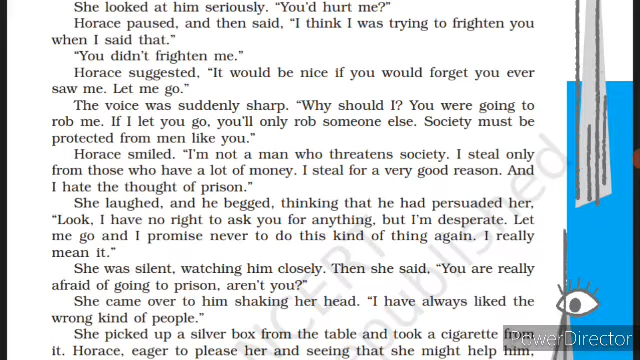 She looked at him seriously. “You’d hurt me?”
Horace paused, and then said, “I think I was trying to frighten you
when I said that.”
“You didn’t frighten me.”
Horace suggested, “It would be nice if you would forget you ever
saw me. Let me go.”
The voice was suddenly sharp. “Why should I? You were going to
rob me. If I let you go, you’ll only rob someone else. Society must be
protected from men like you.”
Horace smiled. “I’m not a man who threatens society. I steal only
from those who have a lot of money. I steal for a very good reason. And
I hate the thought of prison.”
She laughed, and he begged, thinking that he had persuaded her,
“Look, I have no right to ask you for anything, but I’m desperate. Let
me go and I promise never to do this kind of thing again. I really
mean it.”
She was silent, watching him closely. Then she said, “You are really
afraid of going to prison, aren’t you?”
She came over to him shaking her head. “I have always liked the
wrong kind of people.”
She picked up a silver box from the table and took a cigarette from
it. Horace, eager to please her and seeing that she might help him,
PowerDirector
NCERT
republished